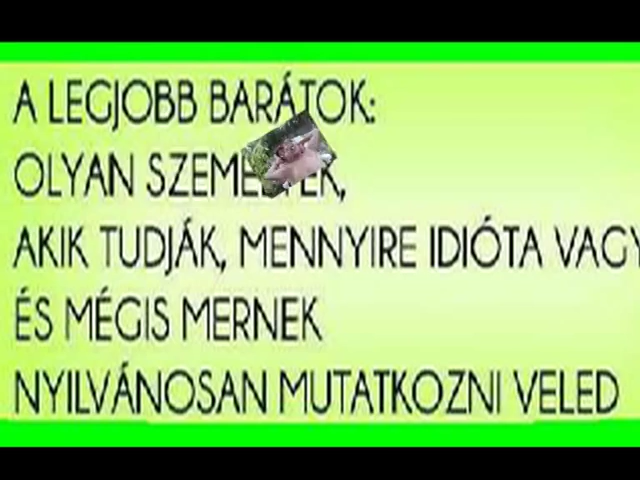 A LEGJOBB BARÁTOK:
OLYAN
AKIK TUDJÁK, MENNYIRE IDIÓTA VAGY
ÉS MÉGIS MERNEK
NYILVÁNOSAN MUTATKOZNI VELED